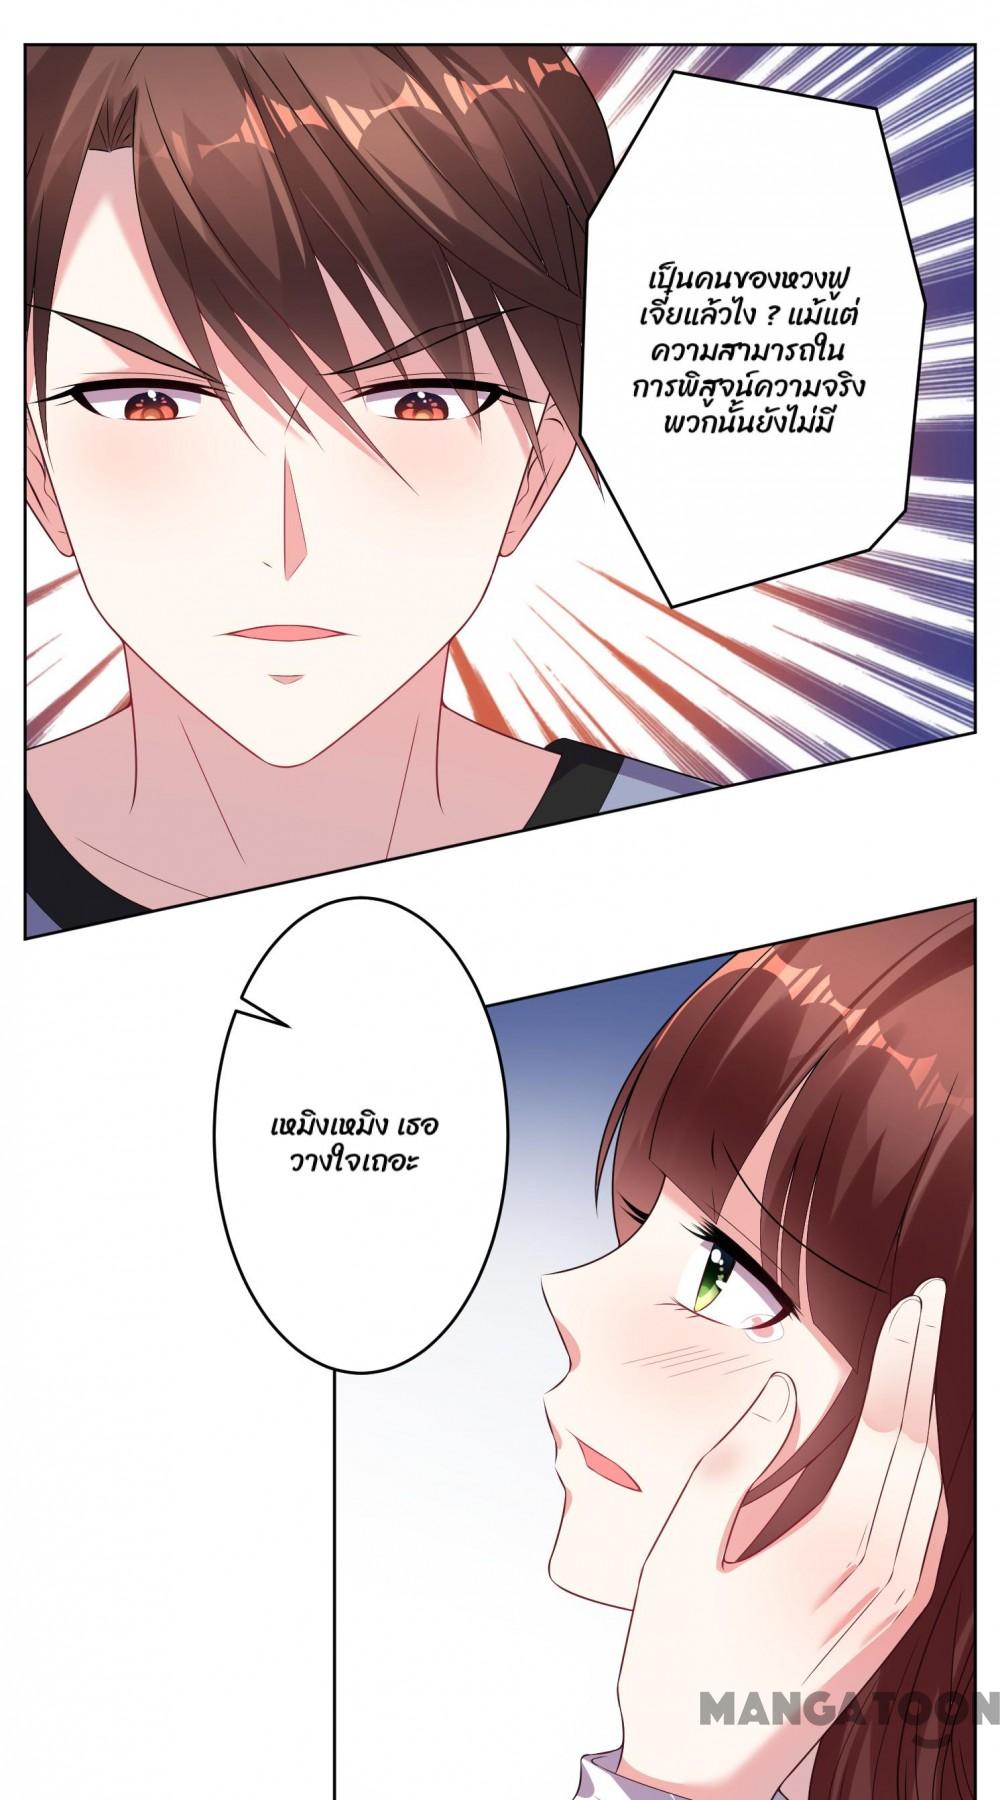 เป็นคนของหวงฟู
เจี๋ยแล้วไง ? แม้แต่
ความสามารถใน
การพิสูจน์ความจริง
พวกนั้นยังไม่มี
เหมิงเหมิง เธอ
วางใจเถอะ
MANGATOON